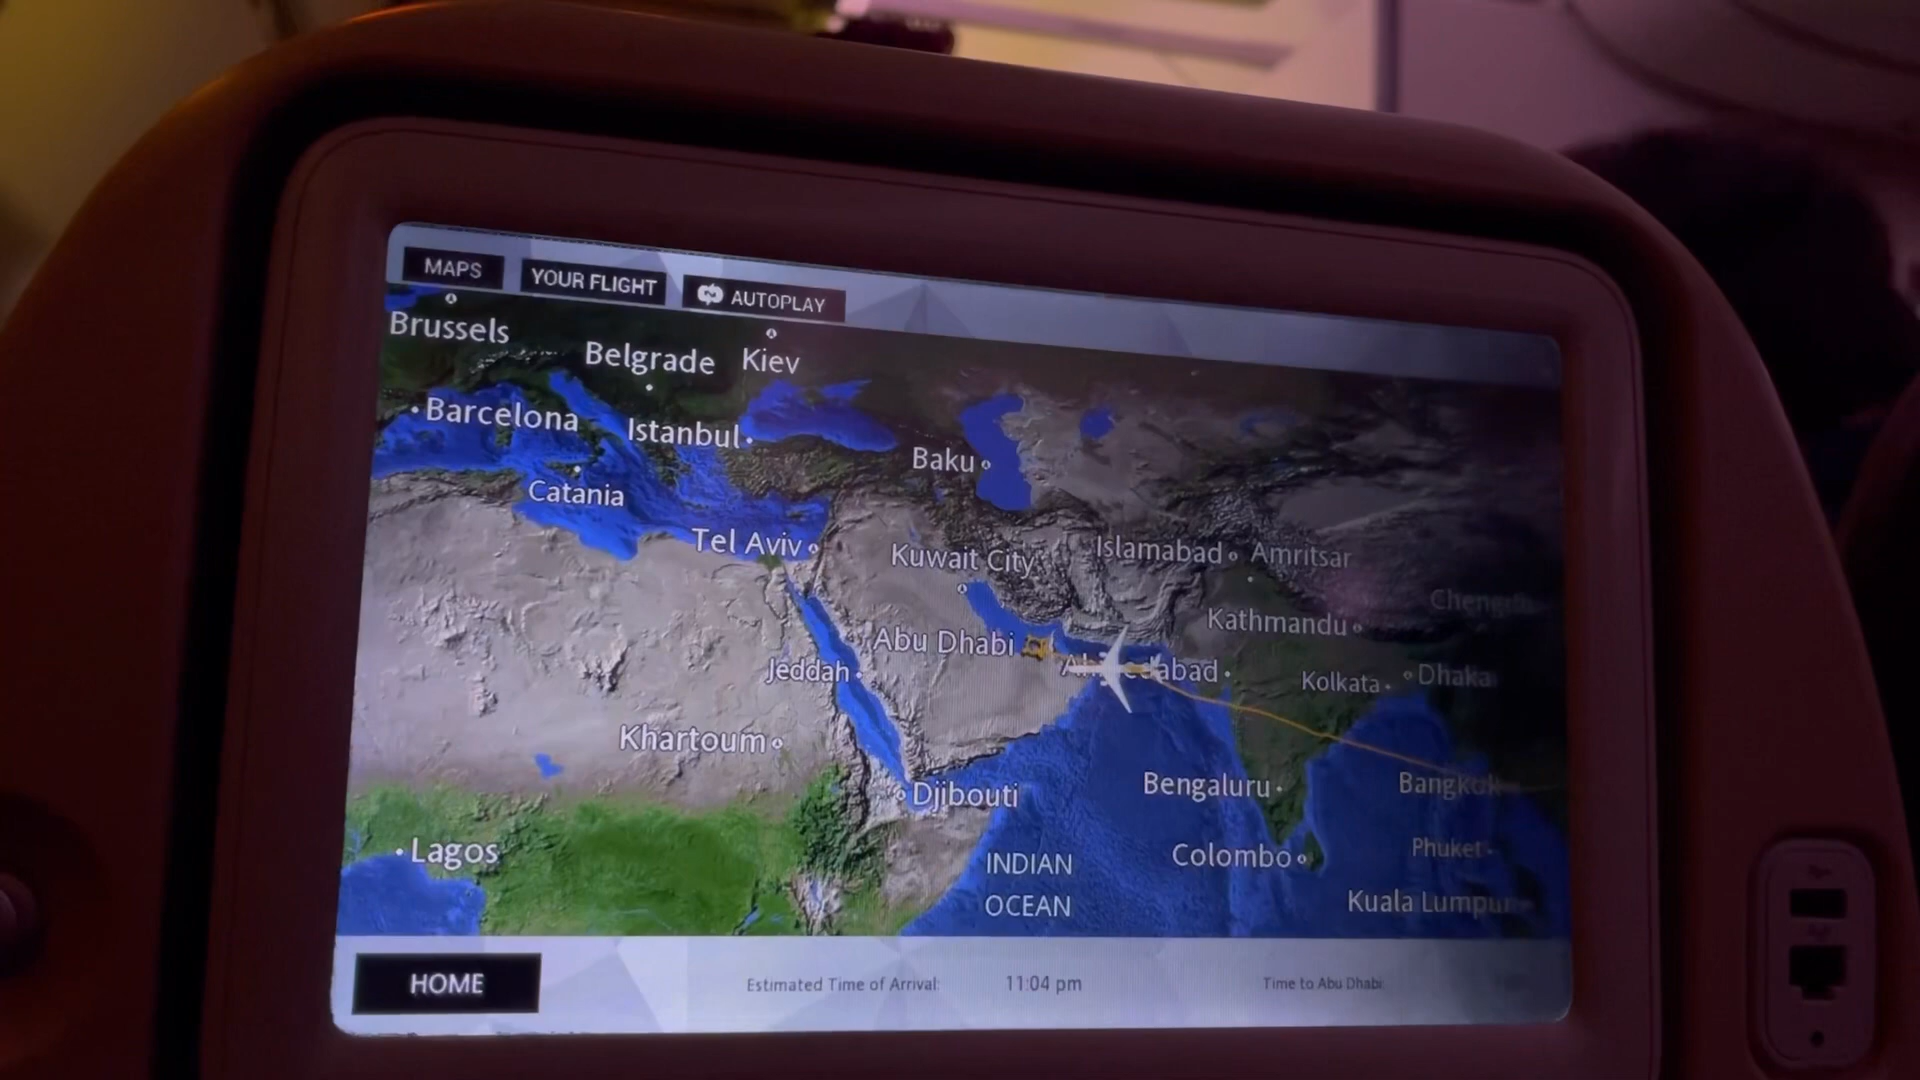 MAPS
YOUR FLIGHT
AUTOPLAY
Brussels
Belgrade
Kiev
Barcelona
Istanbul
Baku
Catania
Tel Aviv
Kuwait City
Islamabad
Amritsar
Kathmandu
Abu Dhabi
Jeddah
Kolkata
Dhaka
Khartoum
Djibouti
Bengaluru
Lagos
INDIAN
OCEAN
Colombo
Phuket
Kuala Lumpur
HOME
Estimated Time of Arrival:
11:04 pm
Time to Abu Dhabi: